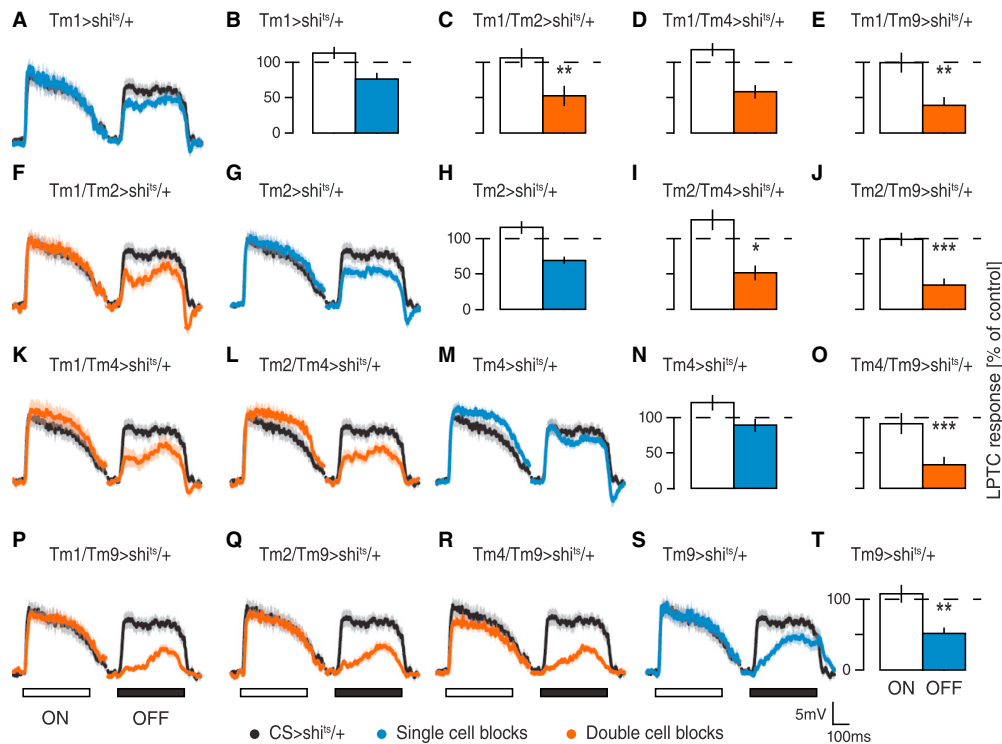 A Tm1>shi^ts/+
B Tm1>shi^ts/+
C Tm1/Tm2>shi^ts/+
D Tm1/Tm4>shi^ts/+
E Tm1/Tm9>shi^ts/+
100
50
0
**
**
F Tm1/Tm2>shi^ts/+
G Tm2>shi^ts/+
H Tm2>shi^ts/+
I Tm2/Tm4>shi^ts/+
J Tm2/Tm9>shi^ts/+
100
50
0
*
***
K Tm1/Tm4>shi^ts/+
L Tm2/Tm4>shi^ts/+
M Tm4>shi^ts/+
N Tm4>shi^ts/+
O Tm4/Tm9>shi^ts/+
100
50
0
***
LPTC response [% of control]
P Tm1/Tm9>shi^ts/+
Q Tm2/Tm9>shi^ts/+
R Tm4/Tm9>shi^ts/+
S Tm9>shi^ts/+
T Tm9>shi^ts/+
100
50
0
**
ON OFF
ON OFF
5mV
100ms
CS>shi^ts/+
Single cell blocks
Double cell blocks